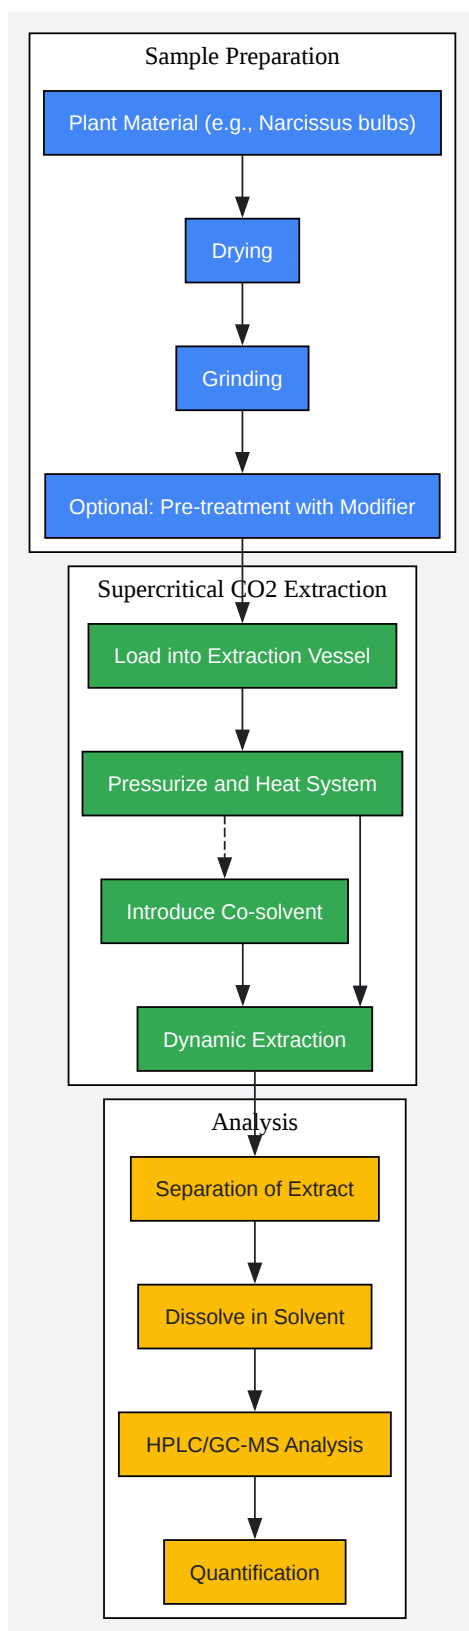 Sample Preparation
Plant Material (e.g., Narcissus bulbs)
Drying
Grinding
Optional: Pre-treatment with Modifier
Supercritical CO2 Extraction
Load into Extraction Vessel
Pressurize and Heat System
Introduce Co-solvent
Dynamic Extraction
Analysis
Separation of Extract
Dissolve in Solvent
HPLC/GC-MS Analysis
Quantification